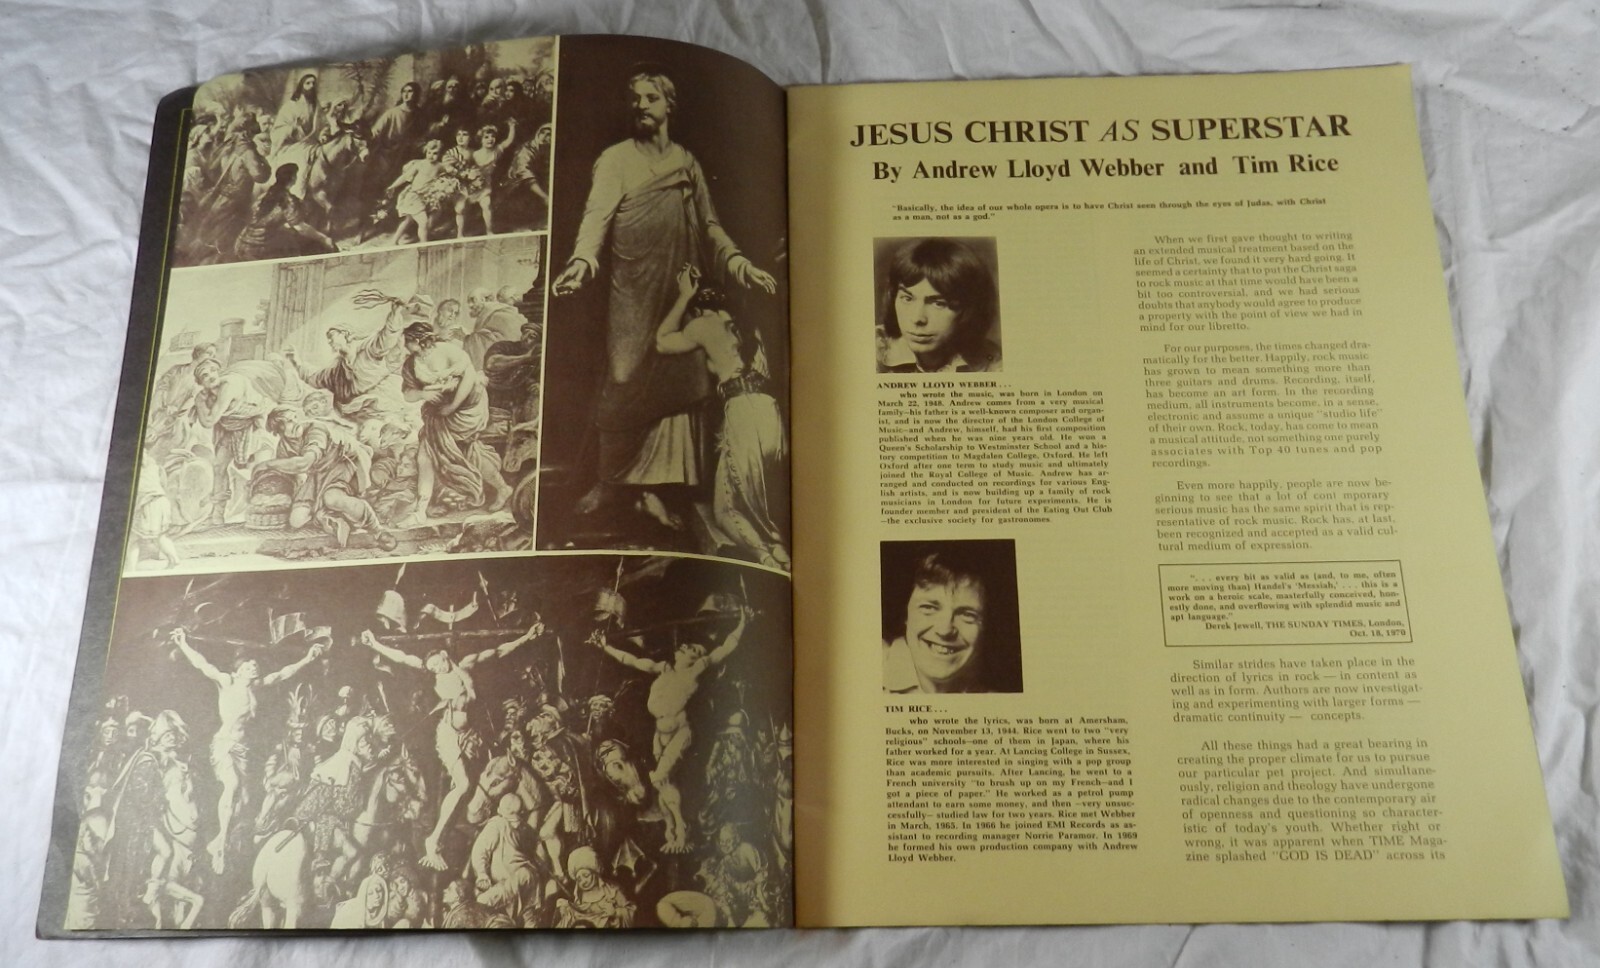 JESUS CHRIST AS SUPERSTAR
By Andrew Lloyd Webber and Tim Rice
"Basically, the idea of our whole opera is to have Christ seen through the eyes of Judas, with Christ
as a man, not as a god."
ANDREW LLOYD WEBBER . . .
who wrote the music, was born in London on
March 22, 1948. Andrew comes from a very musical
family—his father is a well-known composer and organ-
ist, and is now the director of the London College of
Music—and Andrew, himself, had his first composition
published when he was nine years old. He won a
Queen's Scholarship to Westminster School and a his-
tory competition to Magdalen College, Oxford. He left
Oxford after one term to study music and ultimately
joined the Royal College of Music. Andrew has ar-
ranged and conducted on recordings for various Eng-
lish artists, and is now building up a family of rock
musicians in London for future experiments. He is
founder member and president of the Eating Out Club
—the exclusive society for gastronomes
TIM RICE . . .
who wrote the lyrics, was born at Amersham,
Bucks, on November 13, 1944. Rice went to two "very
religious" schools—one of them in Japan, where his
father worked for a year. At Lancing College in Sussex,
Rice was more interested in singing with a pop group
than academic pursuits. After Lancing, he went to a
French university "to brush up on my French—and I
got a piece of paper." He worked as a petrol pump
attendant to earn some money, and then —very unsuc-
cessfully— studied law for two years. Rice met Webber
in March, 1965. In 1966 he joined EMI Records as as-
sistant to recording manager Norrie Paramor. In 1969
he formed his own production company with Andrew
Lloyd Webber.
When we first gave thought to writing
an extended musical treatment based on the
life of Christ, we found it very hard going. It
seemed a certainty that to put the Christ saga
to rock music at that time would have been a
bit too controversial, and we had serious
doubts that anybody would agree to produce
a property with the point of view we had in
mind for our libretto.
For our purposes, the times changed dra-
matically for the better. Happily, rock music
has grown to mean something more than
three guitars and drums. Recording, itself,
has become an art form. In the recording
medium, all instruments become, in a sense,
electronic and assume a unique "studio life"
of their own. Rock, today, has come to mean
a musical attitude, not something one purely
associates with Top 40 tunes and pop
recordings.
Even more happily, people are now be-
ginning to see that a lot of cont mporary
serious music has the same spirit that is rep-
resentative of rock music. Rock has, at last,
been recognized and accepted as a valid cul-
tural medium of expression.
". . . every bit as valid as (and, to me, often
more moving than) Handel's 'Messiah,' . . . this is a
work on a heroic scale, masterfully conceived, hon-
estly done, and overflowing with splendid music and
apt language."
Derek Jewell, THE SUNDAY TIMES, London,
Oct. 18, 1970
Similar strides have taken place in the
direction of lyrics in rock — in content as
well as in form. Authors are now investigat-
ing and experimenting with larger forms —
dramatic continuity — concepts.
All these things had a great bearing in
creating the proper climate for us to pursue
our particular pet project. And simultane-
ously, religion and theology have undergone
radical changes due to the contemporary air
of openness and questioning so character-
istic of today's youth. Whether right or
wrong, it was apparent when TIME Maga-
zine splashed "GOD IS DEAD" across its